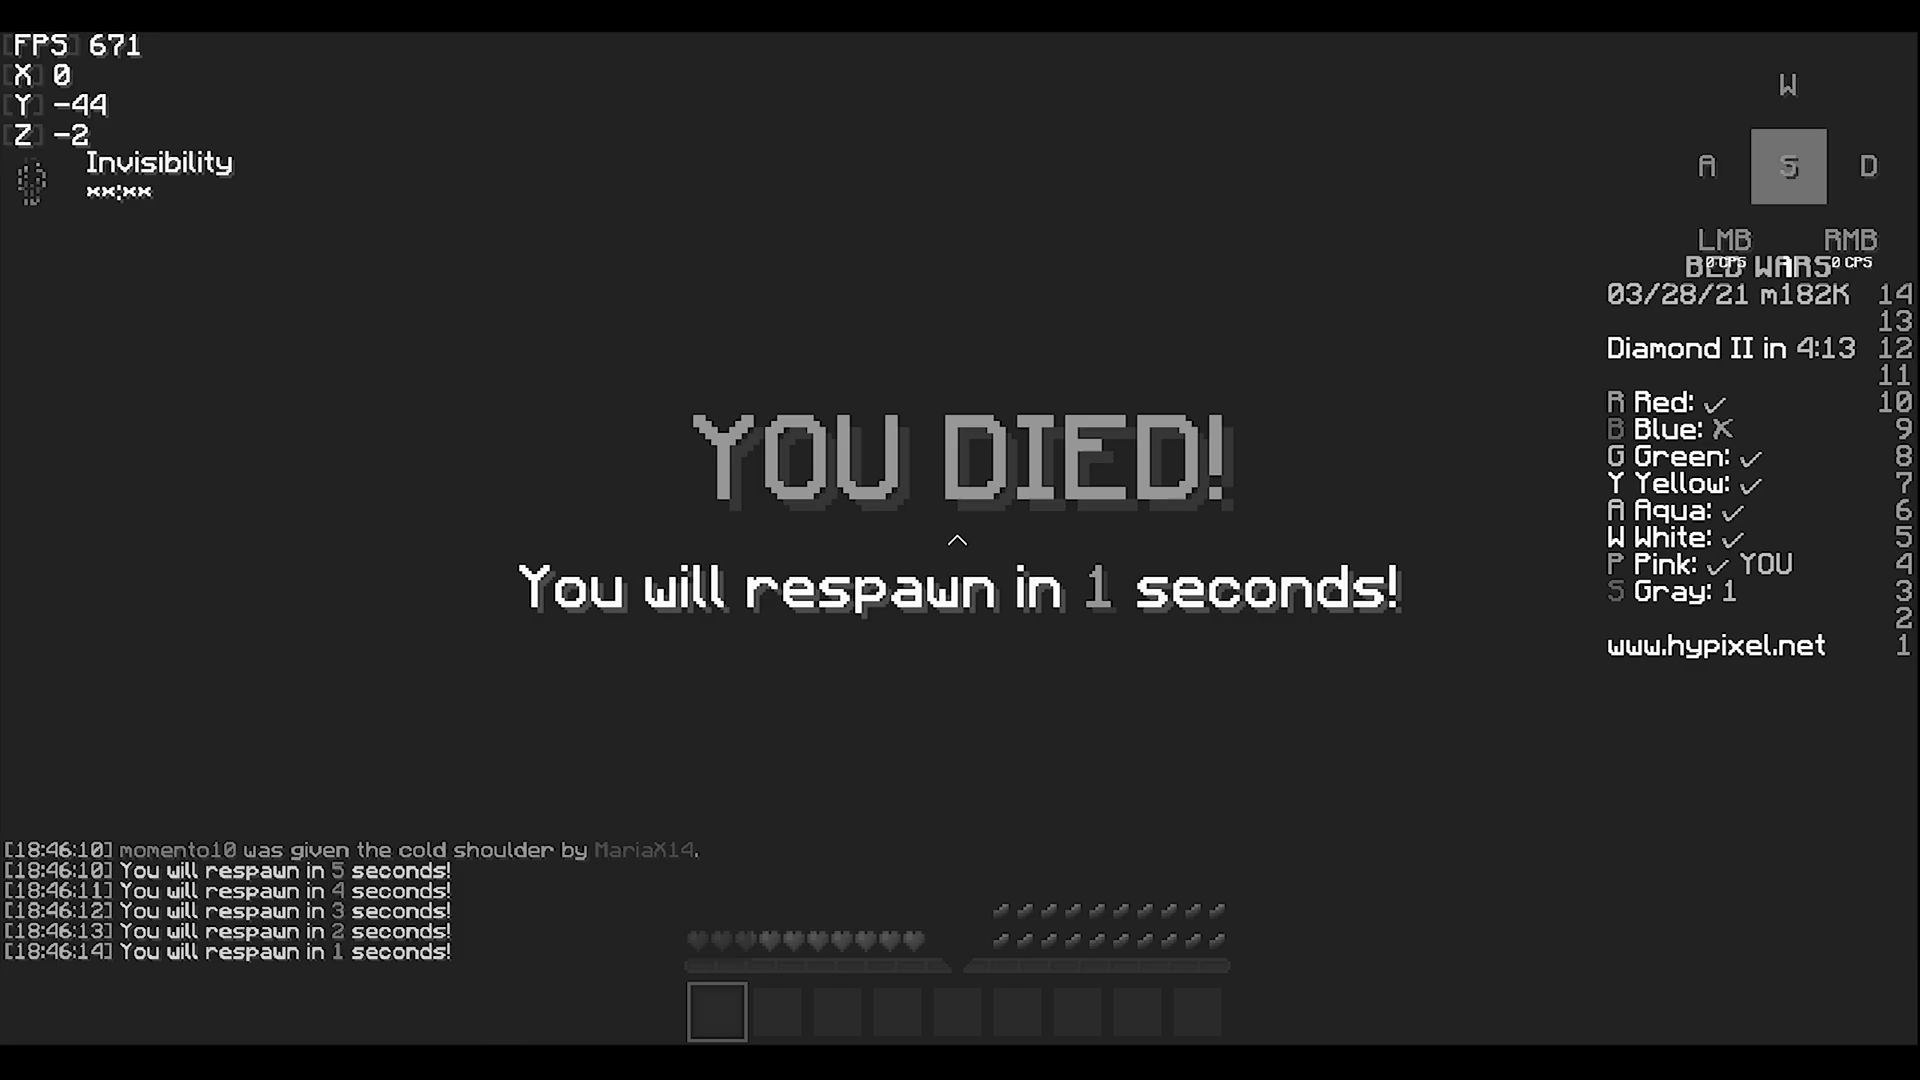 [FPS] 671
[X] 0
[Y] -44
[Z] -2
Invisibility
**:**
W
A S D
LMB RMB
0 CPS 0 CPS
BED WARS
03/28/21 m182K 14
13
Diamond II in 4:13 12
11
R Red: ✓ 10
B Blue: ✗ 9
G Green: ✓ 8
Y Yellow: ✓ 7
A Aqua: ✓ 6
W White: ✓ 5
P Pink: ✓ YOU 4
S Gray: 1 3
2
www.hypixel.net 1
YOU DIED!
You will respawn in 1 seconds!
[18:46:10] momento10 was given the cold shoulder by MariaX14.
[18:46:10] You will respawn in 5 seconds!
[18:46:11] You will respawn in 4 seconds!
[18:46:12] You will respawn in 3 seconds!
[18:46:13] You will respawn in 2 seconds!
[18:46:14] You will respawn in 1 seconds!